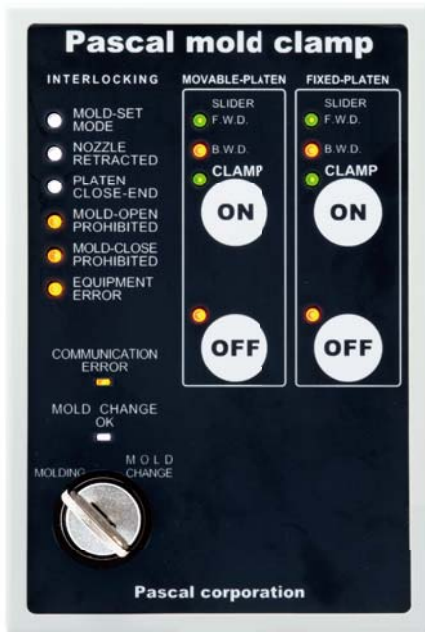 Pascal mold clamp
INTERLOCKING
MOLD-SET
MODE
NOZZLE
RETRACTED
PLATEN
CLOSE-END
MOLD-OPEN
PROHIBITED
MOLD-CLOSE
PROHIBITED
EQUIPMENT
ERROR
COMMUNICATION
ERROR
MOLD CHANGE
OK
MOLDING
MOLD
CHANGE
MOVABLE-PLATEN
SLIDER
F.W.D.
B.W.D.
CLAMP
ON
OFF
FIXED-PLATEN
SLIDER
F.W.D.
B.W.D.
CLAMP
ON
OFF
Pascal corporation